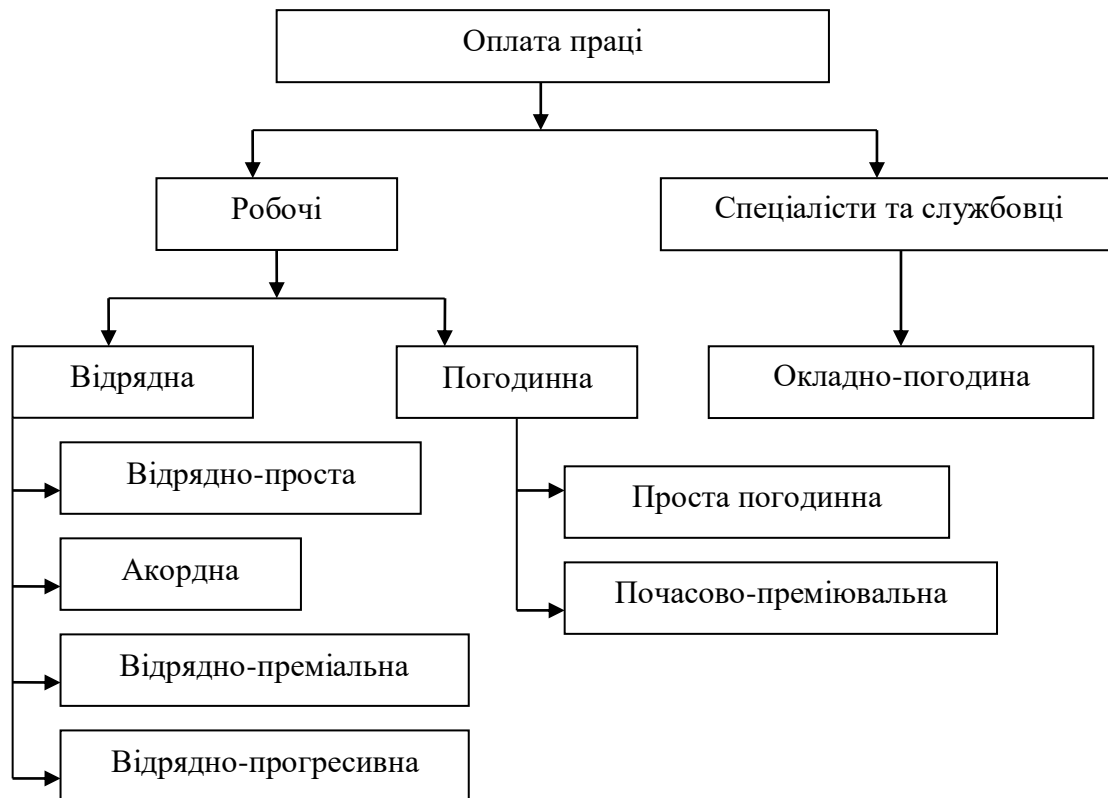 Оплата праці
Робочі
Спеціалісти та службовці
Відрядна
Погодинна
Окладно-погодина
Відрядно-проста
Акордна
Відрядно-преміальна
Відрядно-прогресивна
Проста погодинна
Почасово-преміювальна